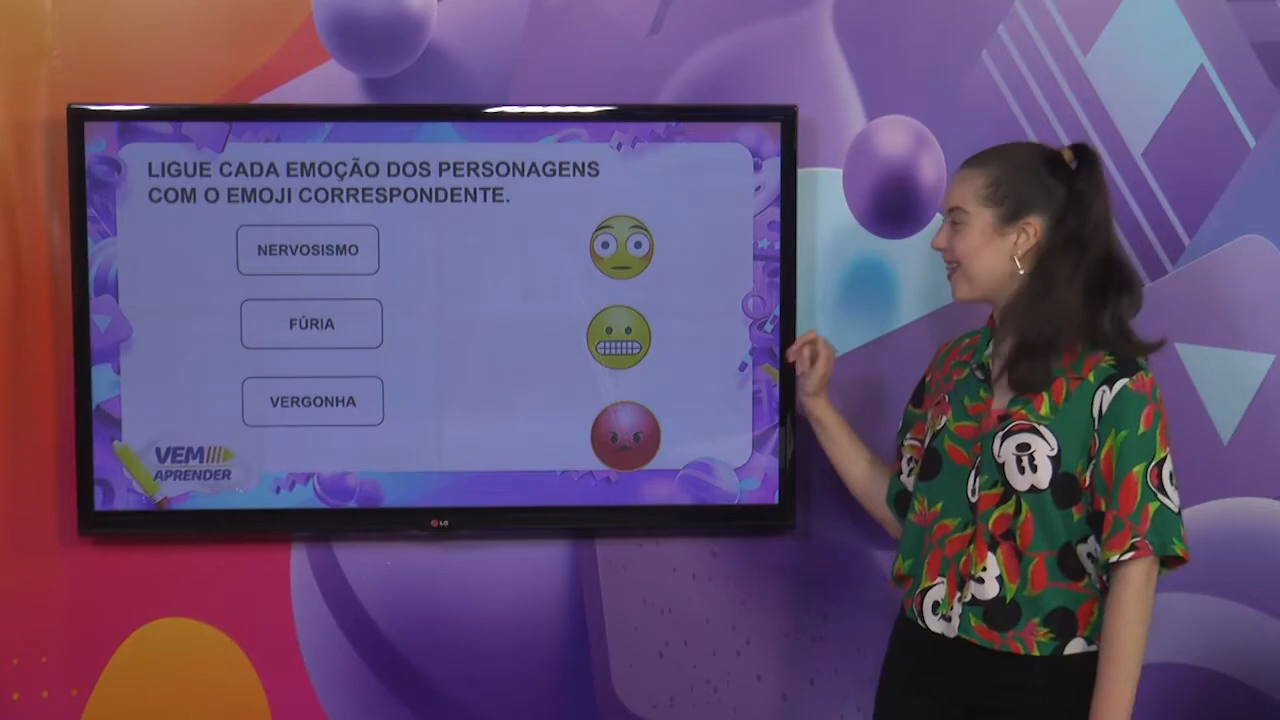 LIGUE CADA EMOÇÃO DOS PERSONAGENS
COM O EMOJI CORRESPONDENTE.
NERVOSISMO
FÚRIA
VERGONHA
VEM
APRENDER
LG